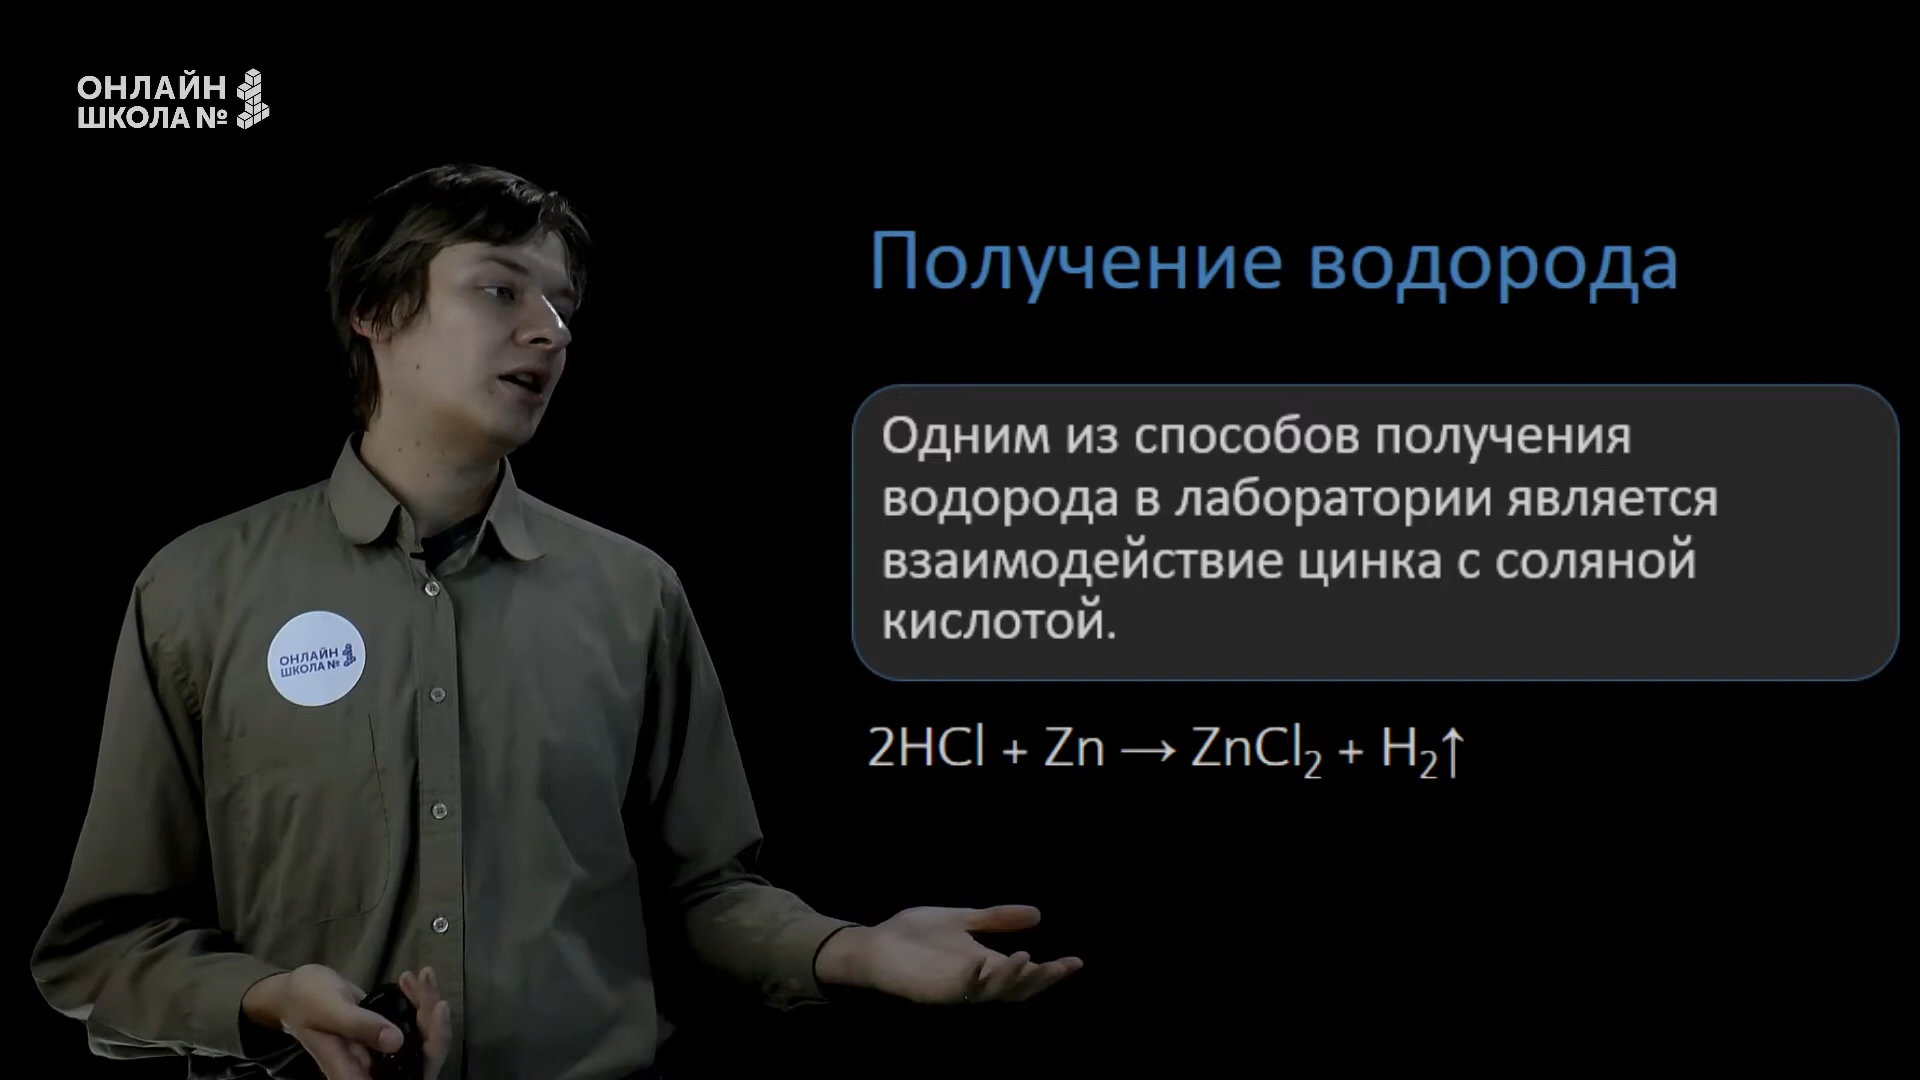 ОНЛАЙН
ШКОЛА №
Получение водорода
Одним из способов получения
водорода в лаборатории является
взаимодействие цинка с соляной
кислотой.
2HCl + Zn → ZnCl₂ + H₂↑
ОНЛАЙН
ШКОЛА №